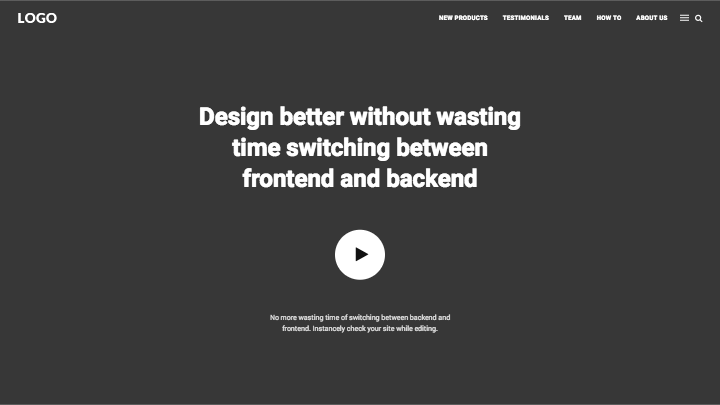 LOGO
NEW PRODUCTS TESTIMONIALS TEAM HOW TO ABOUT US
Design better without wasting
time switching between
frontend and backend
No more wasting time of switching between backend and
frontend. Instancely check your site while editing.